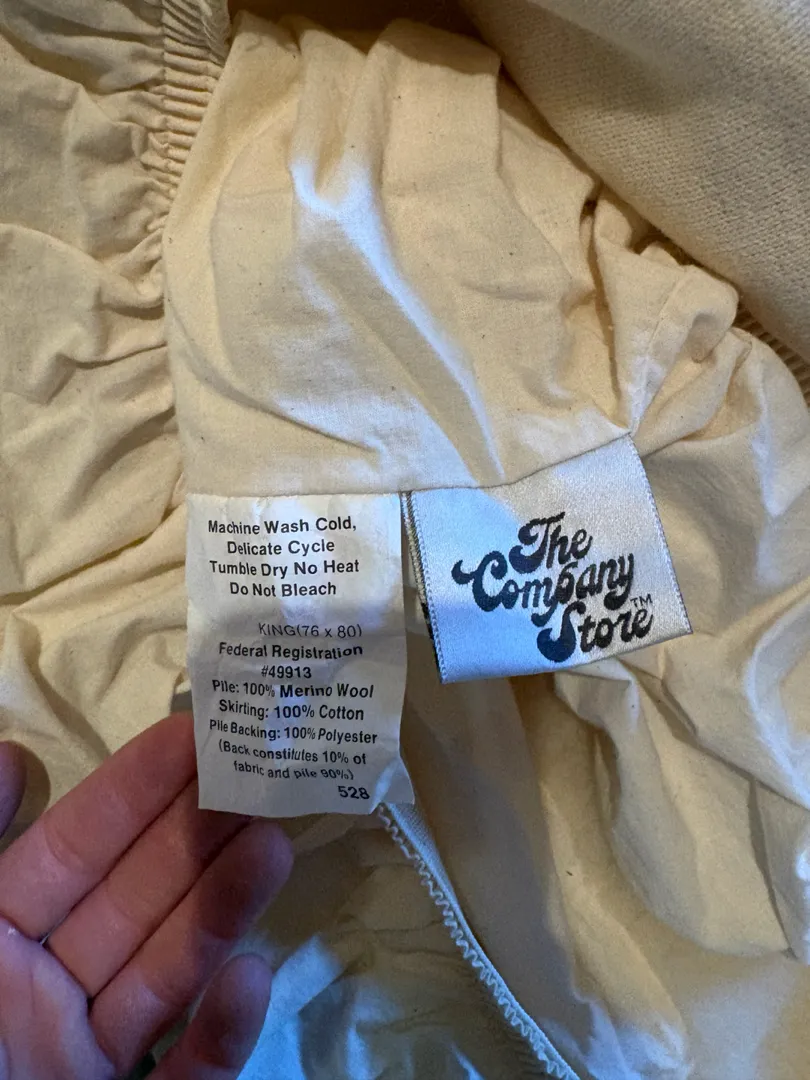 Machine Wash Cold,
Delicate Cycle
Tumble Dry No Heat
Do Not Bleach
KING(76 x 80)
Federal Registration
#49913
Pile: 100% Merino Wool
Skirting: 100% Cotton
Pile Backing: 100% Polyester
(Back constitutes 10% of
fabric and pile 90%)
528
The
Company
Store™